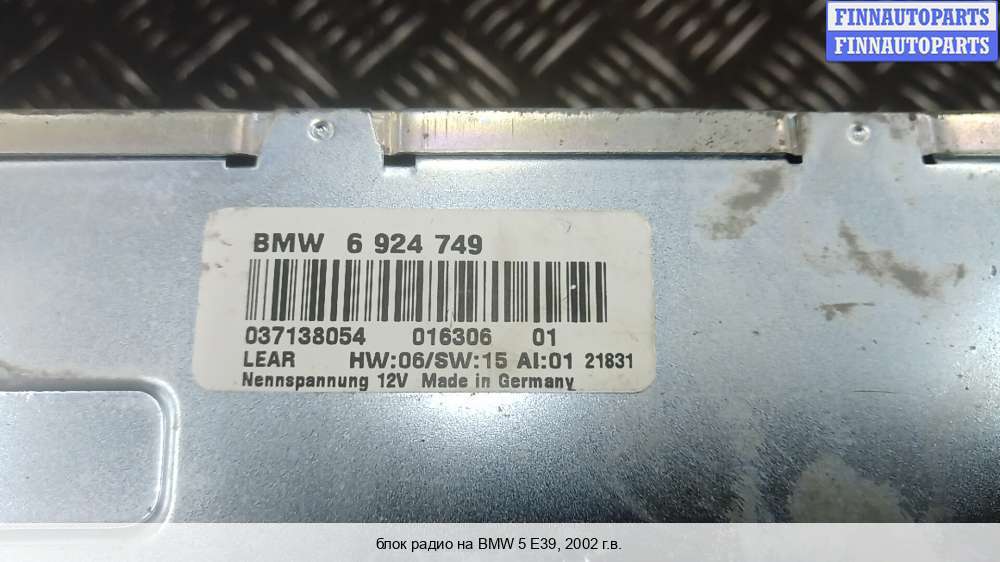 FINNAUTOPARTS
FINNAUTOPARTS
BMW 6 924 749
037138054 016306 01
LEAR HW:06/SW:15 AI:01 21831
Nennspannung 12V Made in Germany
блок радио на BMW 5 E39, 2002 г.в.